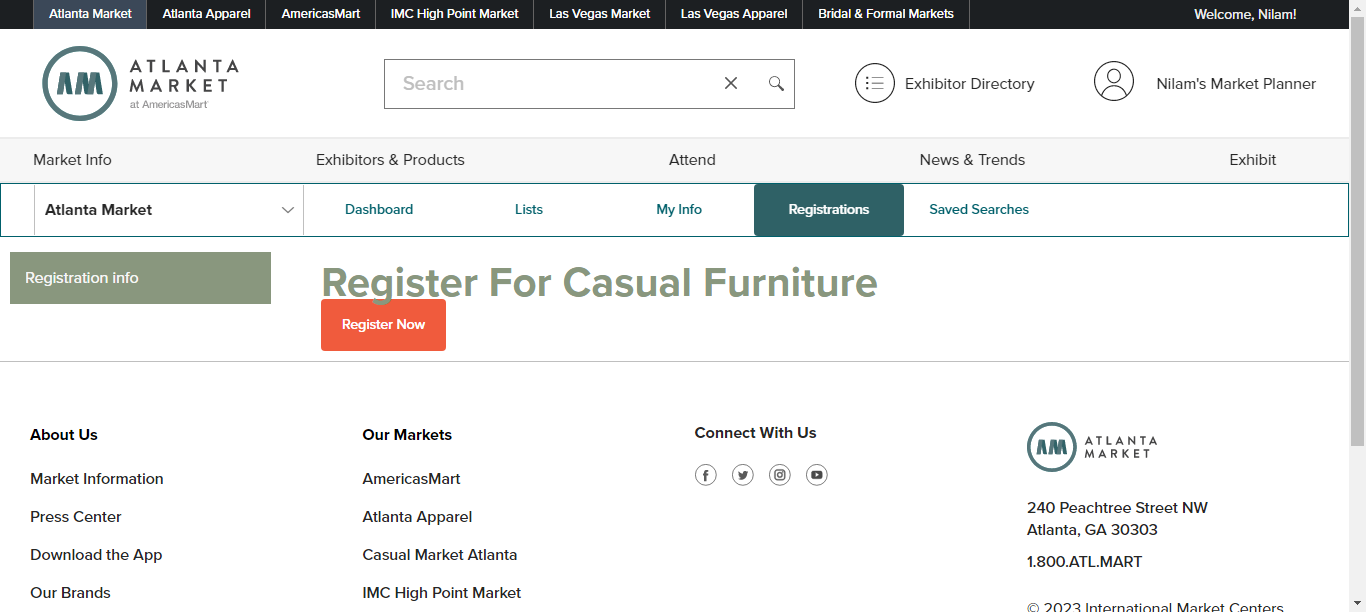 Atlanta Market Atlanta Apparel AmericasMart IMC High Point Market Las Vegas Market Las Vegas Apparel Bridal & Formal Markets Welcome, Nilam!
AM ATLANTA
MARKET
at AmericasMart
Search
Exhibitor Directory
Nilam's Market Planner
Market Info Exhibitors & Products Attend News & Trends Exhibit
Atlanta Market Dashboard Lists My Info Registrations Saved Searches
Registration info
Register For Casual Furniture
Register Now
About Us
Market Information
Press Center
Download the App
Our Brands
Our Markets
AmericasMart
Atlanta Apparel
Casual Market Atlanta
IMC High Point Market
Connect With Us
AM ATLANTA
MARKET
240 Peachtree Street NW
Atlanta, GA 30303
1.800.ATL.MART
© 2023 International Market Centers